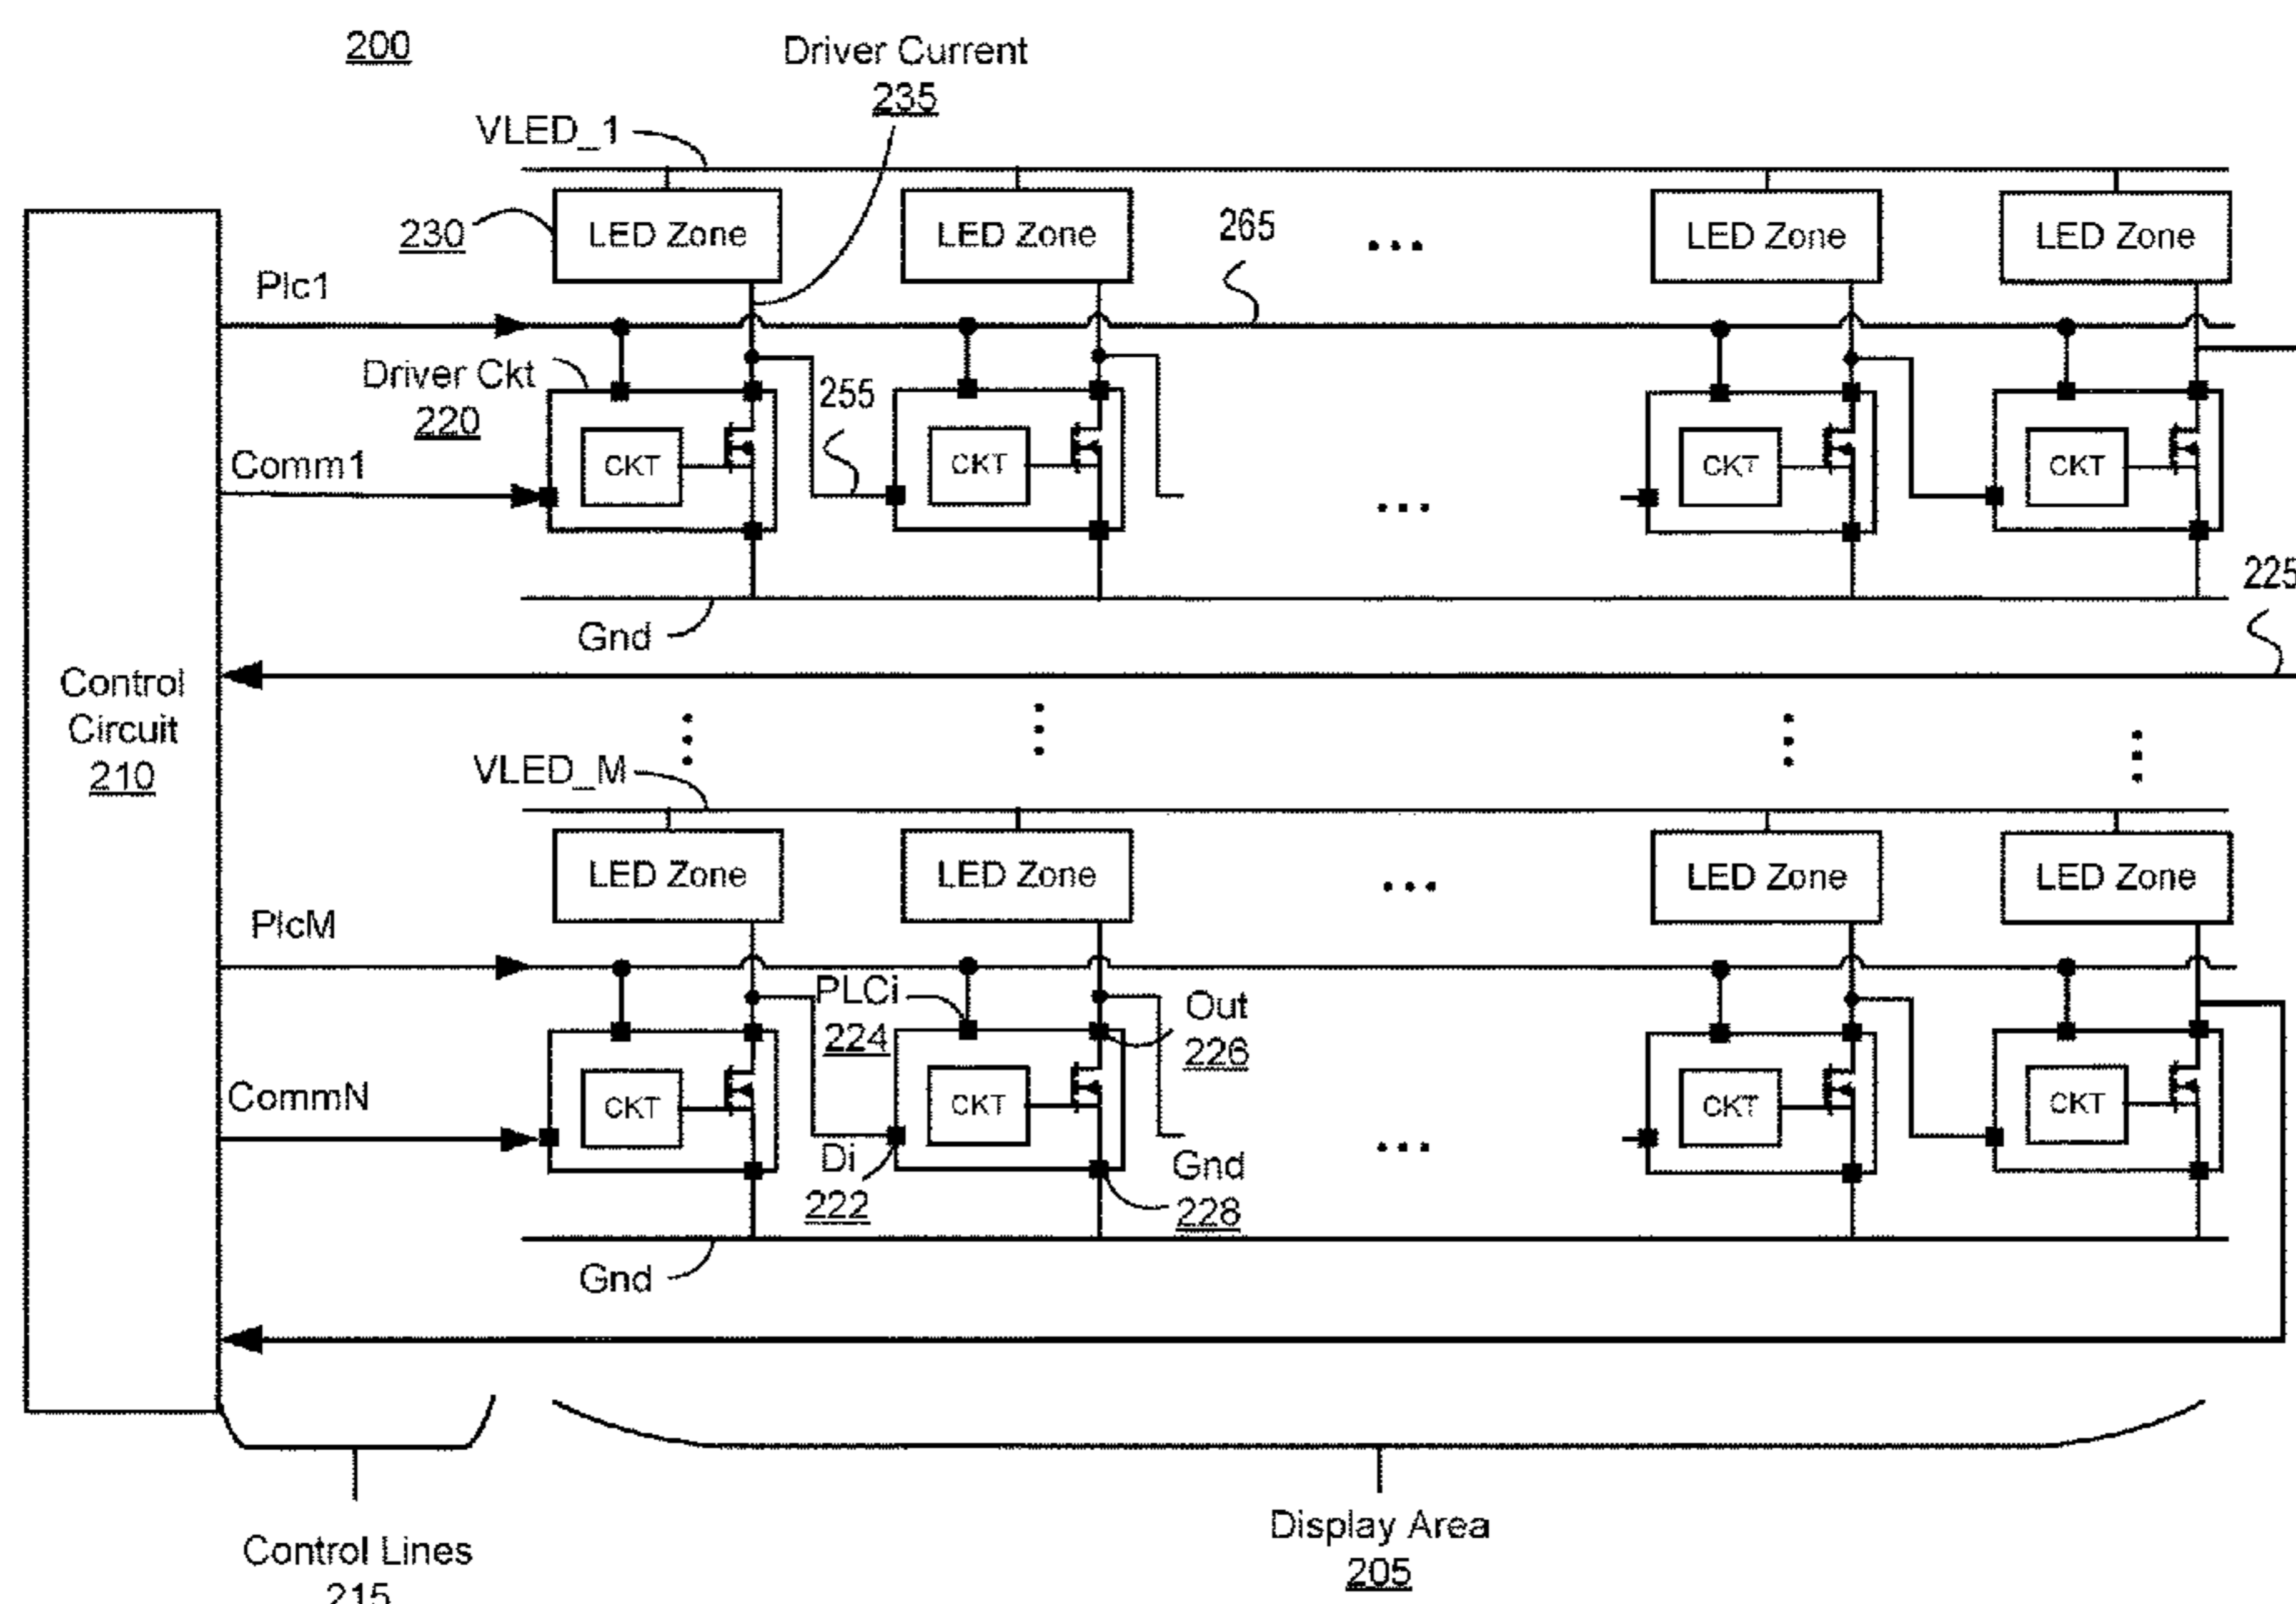 200
Driver Current
235
VLED_1
230
LED Zone
LED Zone
265
...
LED Zone
LED Zone
Plc1
Driver Ckt
220
255
Comm1
CKT
CKT
...
CKT
CKT
225
Gnd
Control
Circuit
210
VLED_M
LED Zone
LED Zone
...
LED Zone
LED Zone
PlcM
PLCi
224
Out
226
CommN
CKT
CKT
...
CKT
CKT
Di
222
Gnd
228
Gnd
Control Lines
215
Display Area
205